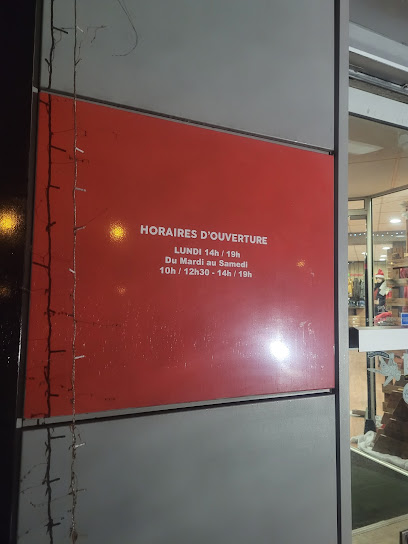 HORAIRES D'OUVERTURE
LUNDI 14h / 19h
Du Mardi au Samedi
10h / 12h30 - 14h / 19h